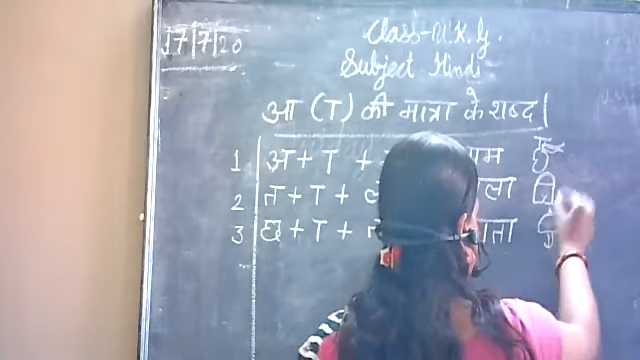 17/7/20
Class-U.K.G.
Subject Hindi
आ (ा) की मात्रा के शब्द।
1 अ + ा +
2 त + ा + ल
3 छ + ा + त